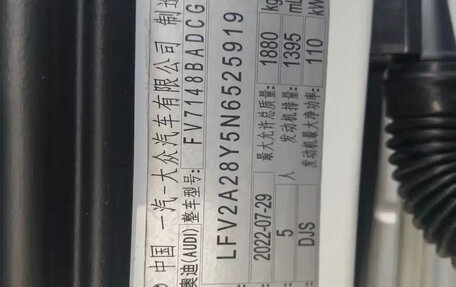 中国 一汽-大众汽车有限公司 制造
奥迪(AUDI) 整车型号: FV7148BADCG
LFV2A28Y5N6525919
2022-07-29 最大允许总质量: 1880 kg
5 人 发动机排量: 1395 mL
DJS 发动机最大净功率: 110 kW